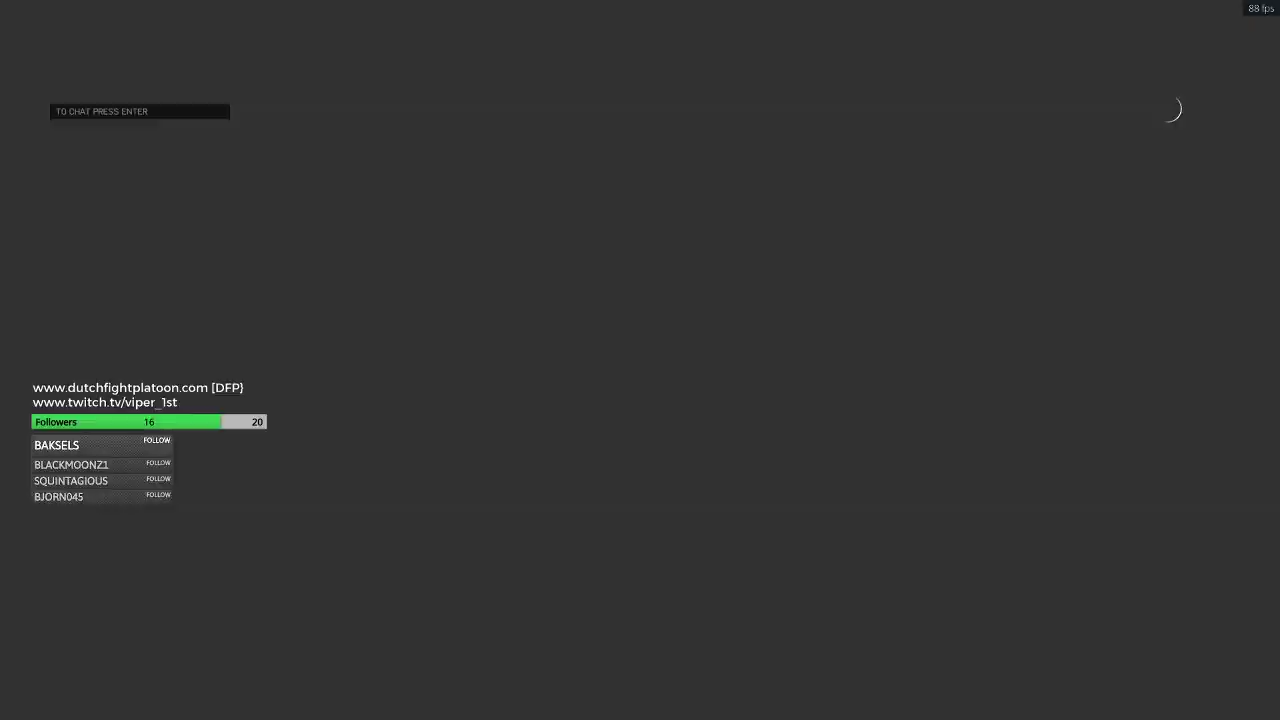 88 fps
TO CHAT PRESS ENTER
www.dutchfightplatoon.com [DFP}
www.twitch.tv/viper_1st
Followers 16 20
BAKSELS FOLLOW
BLACKMOONZ1 FOLLOW
SQUINTAGIOUS FOLLOW
BJORN045 FOLLOW